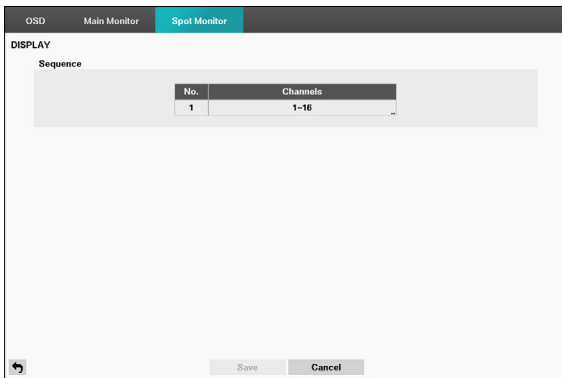 OSD Main Monitor Spot Monitor
DISPLAY
Sequence
No. Channels
1 1~16 ...
Save Cancel